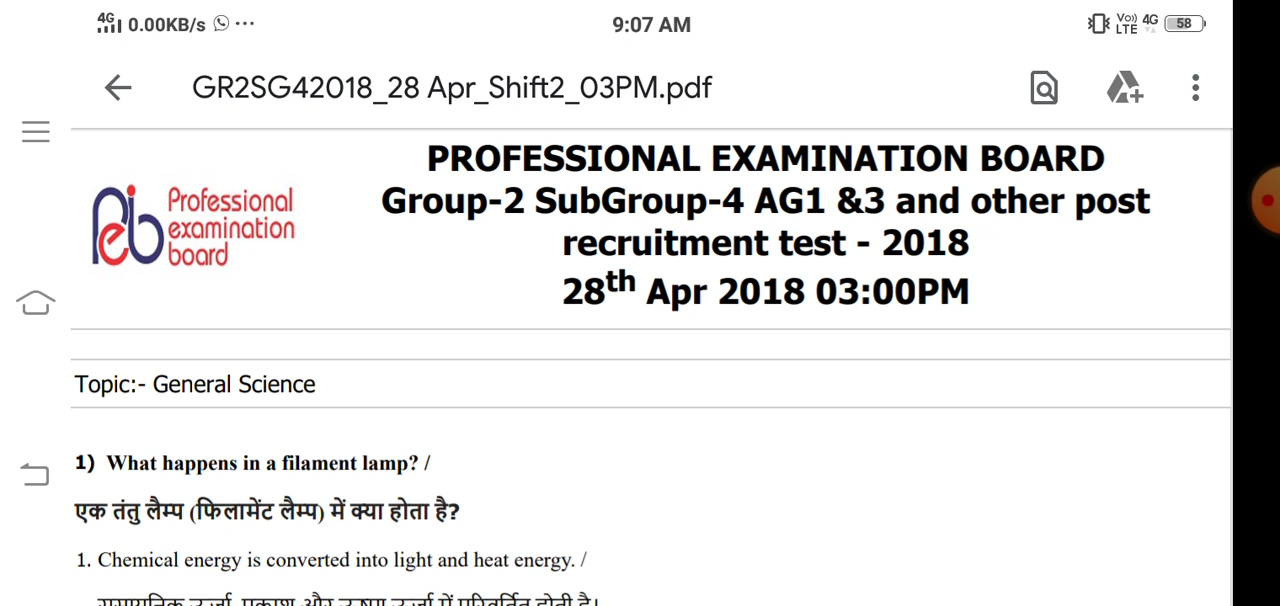 4G 0.00KB/s ... 9:07 AM Vo)) LTE 4G 58
GR2SG42018_28 Apr_Shift2_03PM.pdf
PROFESSIONAL EXAMINATION BOARD
Group-2 SubGroup-4 AG1 &3 and other post
recruitment test - 2018
28th Apr 2018 03:00PM
peb Professional
examination
board
Topic:- General Science
1) What happens in a filament lamp? /
एक तंतु लैम्प (फिलामेंट लैम्प) में क्या होता है?
1. Chemical energy is converted into light and heat energy. /